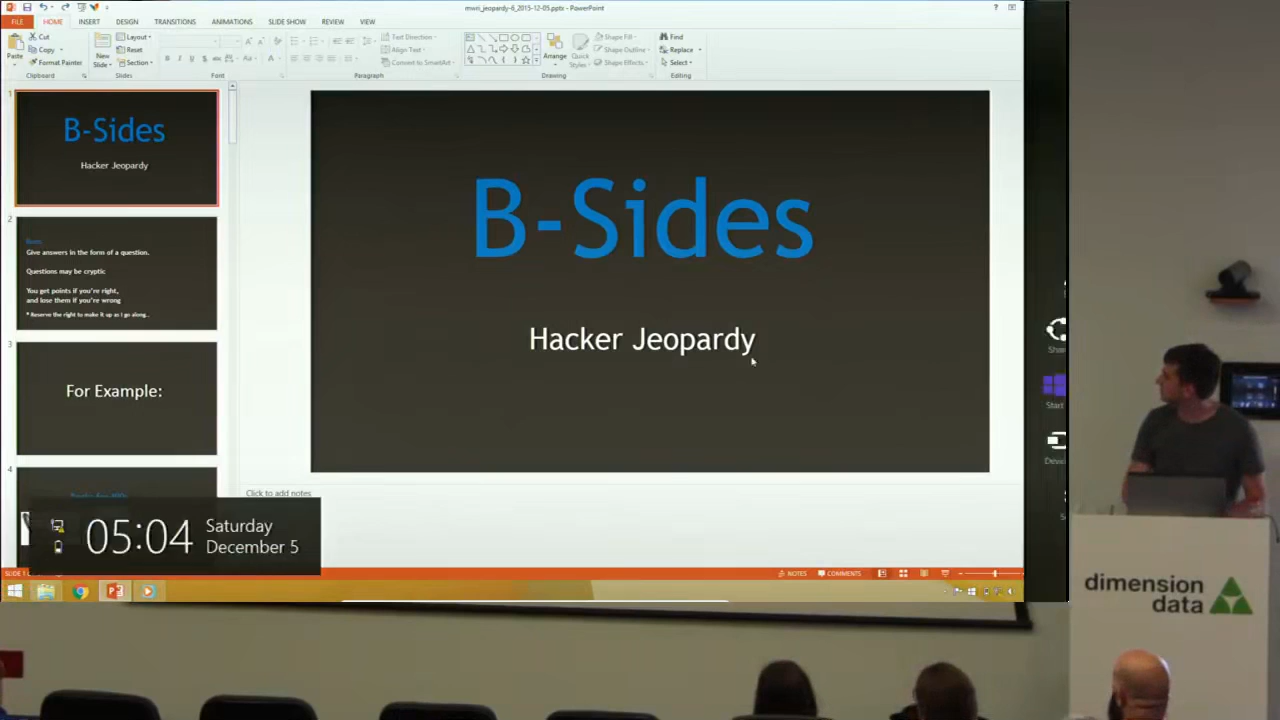 mwri_jeopardy-6_2015-12-05.pptx - PowerPoint
FILE HOME INSERT DESIGN TRANSITIONS ANIMATIONS SLIDE SHOW REVIEW VIEW
Paste
Cut
Copy
Format Painter
Clipboard
New
Slide
Layout
Reset
Section
Slides
Font
Paragraph
Text Direction
Align Text
Convert to SmartArt
Arrange
Quick
Styles
Shape Fill
Shape Outline
Shape Effects
Drawing
Find
Replace
Select
Editing
1
B-Sides
Hacker Jeopardy
2
Give answers in the form of a question.
Questions may be cryptic
You get points if you're right,
and lose them if you're wrong
* Reserve the right to make it up as I go along..
3
For Example:
4
B-Sides
Hacker Jeopardy
Click to add notes
05:04
Saturday
December 5
NOTES COMMENTS
Start
dimension
data